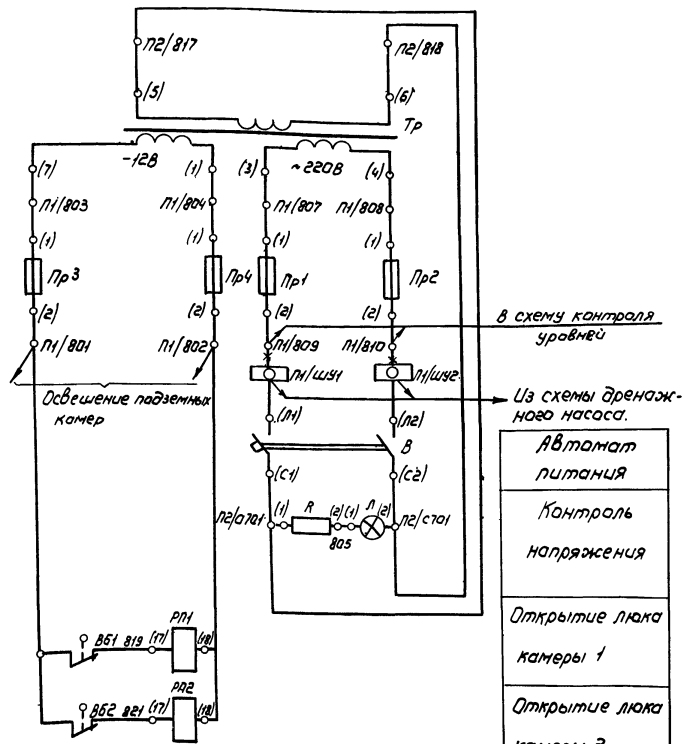 П2/817
П2/818
(5)
(6)
Тр
-12В
~220В
(7)
(1)
(3)
(4)
П1/803
П1/804
П1/807
П1/808
(1)
(1)
(1)
(1)
Пр3
Пр4
Пр1
Пр2
(2)
(2)
(2)
(2)
В схему контроля
уровней
П1/801
П1/802
П1/809
П1/810
П1/ШУ1
П1/ШУ2
Освещение подземных
камер
Из схемы дренаж-
ного насоса.
(Л1)
(Л2)
В
(С1)
(С2)
Автомат
питания
П2/0701
(1)
R
(2)
(1)
Л
(2)
П2/С701
805
Контроль
напряжения
Открытие люка
камеры 1
ВБ1
819
(17)
РП1
(18)
ВБ2
821
(17)
РП2
(18)
Открытие люка
камеры 2